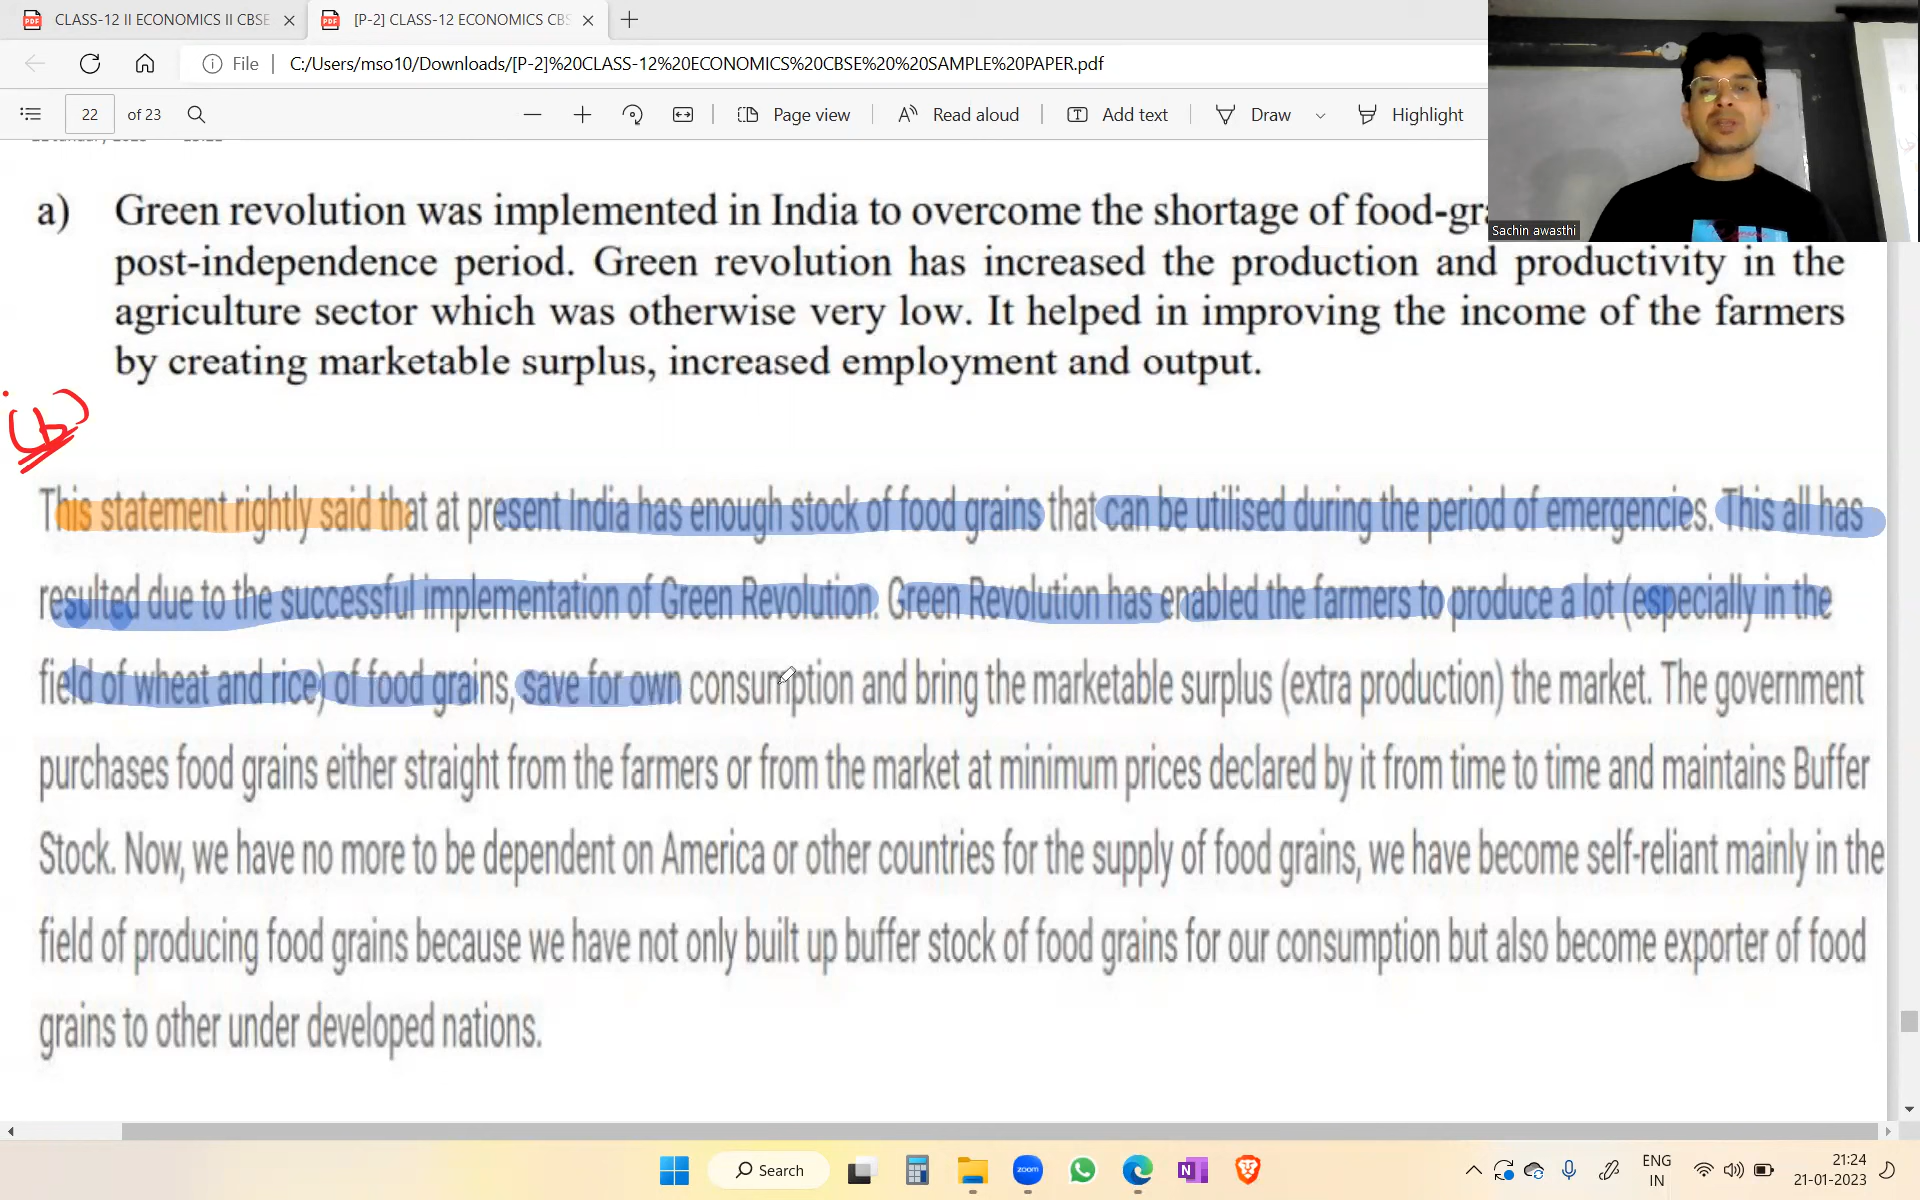 CLASS-12 II ECONOMICS II CBSE
[P-2] CLASS-12 ECONOMICS CBS
File
C:/Users/mso10/Downloads/[P-2]%20CLASS-12%20ECONOMICS%20CBSE%20%20SAMPLE%20PAPER.pdf
22 of 23
Page view
Read aloud
Add text
Draw
Highlight
Sachin awasthi
a) Green revolution was implemented in India to overcome the shortage of food-gr
post-independence period. Green revolution has increased the production and productivity in the
agriculture sector which was otherwise very low. It helped in improving the income of the farmers
by creating marketable surplus, increased employment and output.
(b)
This statement rightly said that at present India has enough stock of food grains that can be utilised during the period of emergencies. This all has
resulted due to the successful implementation of Green Revolution. Green Revolution has enabled the farmers to produce a lot (especially in the
field of wheat and rice) of food grains, save for own consumption and bring the marketable surplus (extra production) the market. The government
purchases food grains either straight from the farmers or from the market at minimum prices declared by it from time to time and maintains Buffer
Stock. Now, we have no more to be dependent on America or other countries for the supply of food grains, we have become self-reliant mainly in the
field of producing food grains because we have not only built up buffer stock of food grains for our consumption but also become exporter of food
grains to other under developed nations.
Search
zoom
ENG
IN
21:24
21-01-2023